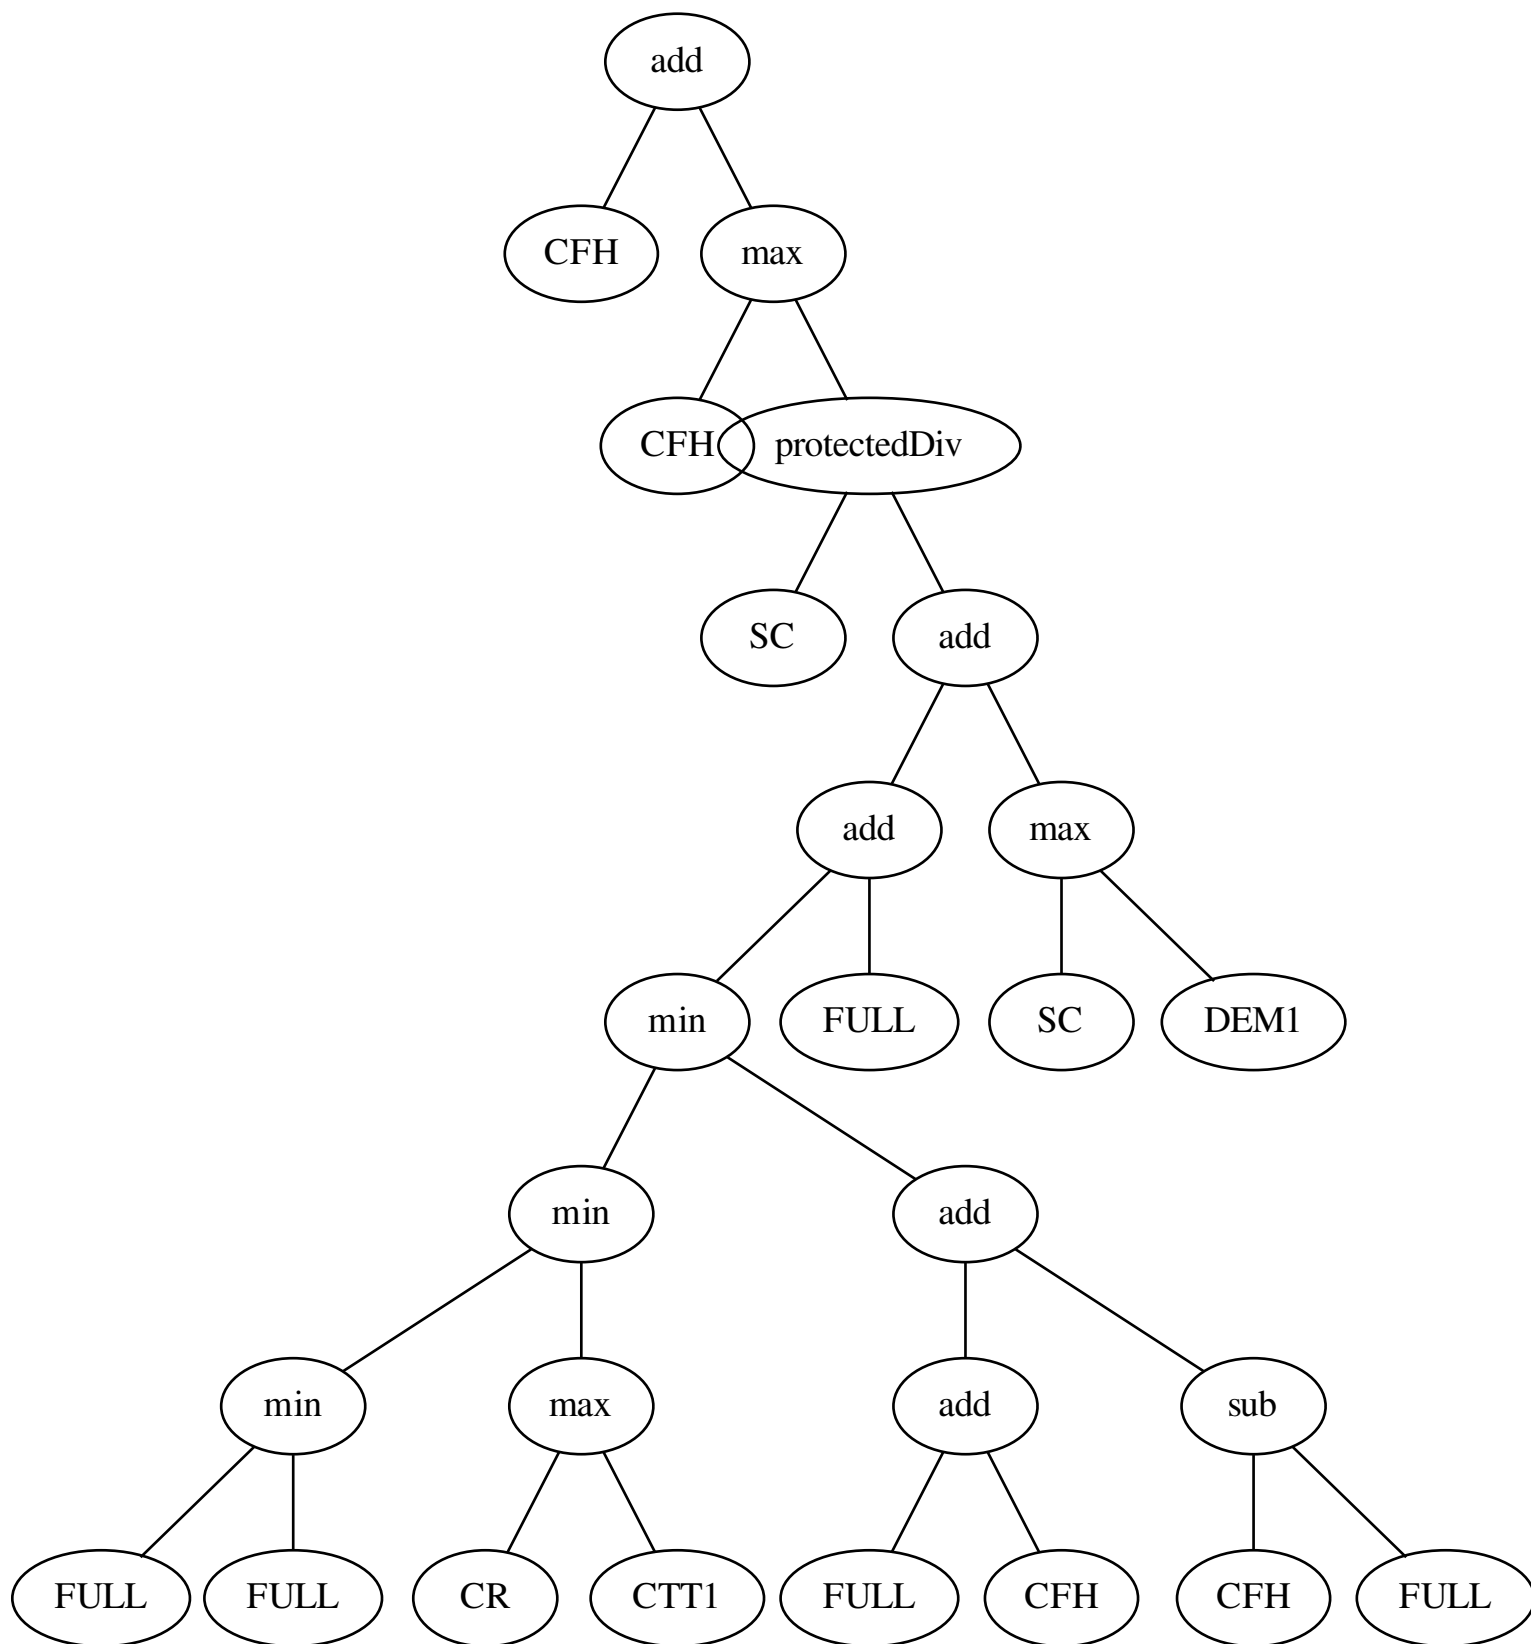 add
CFH max
CFH protectedDiv
SC add
add max
min FULL SC DEM1
min add
min max add sub
FULL FULL CR CTT1 FULL CFH CFH FULL